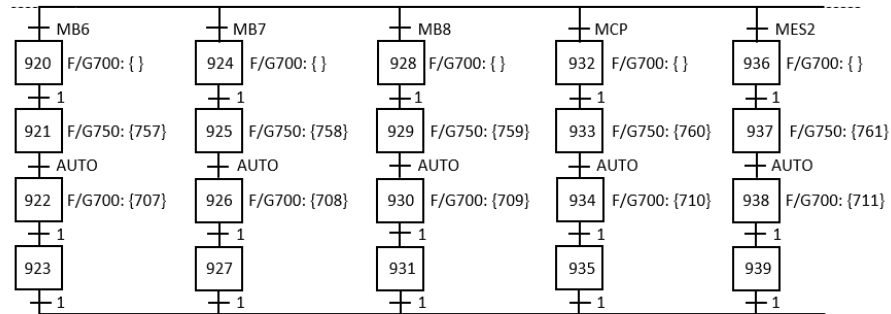 MB6 MB7 MB8 MCP MES2
920 F/G700: { } 924 F/G700: { } 928 F/G700: { } 932 F/G700: { } 936 F/G700: { }
1 1 1 1 1
921 F/G750: {757} 925 F/G750: {758} 929 F/G750: {759} 933 F/G750: {760} 937 F/G750: {761}
AUTO AUTO AUTO AUTO AUTO
922 F/G700: {707} 926 F/G700: {708} 930 F/G700: {709} 934 F/G700: {710} 938 F/G700: {711}
1 1 1 1 1
923 927 931 935 939
1 1 1 1 1